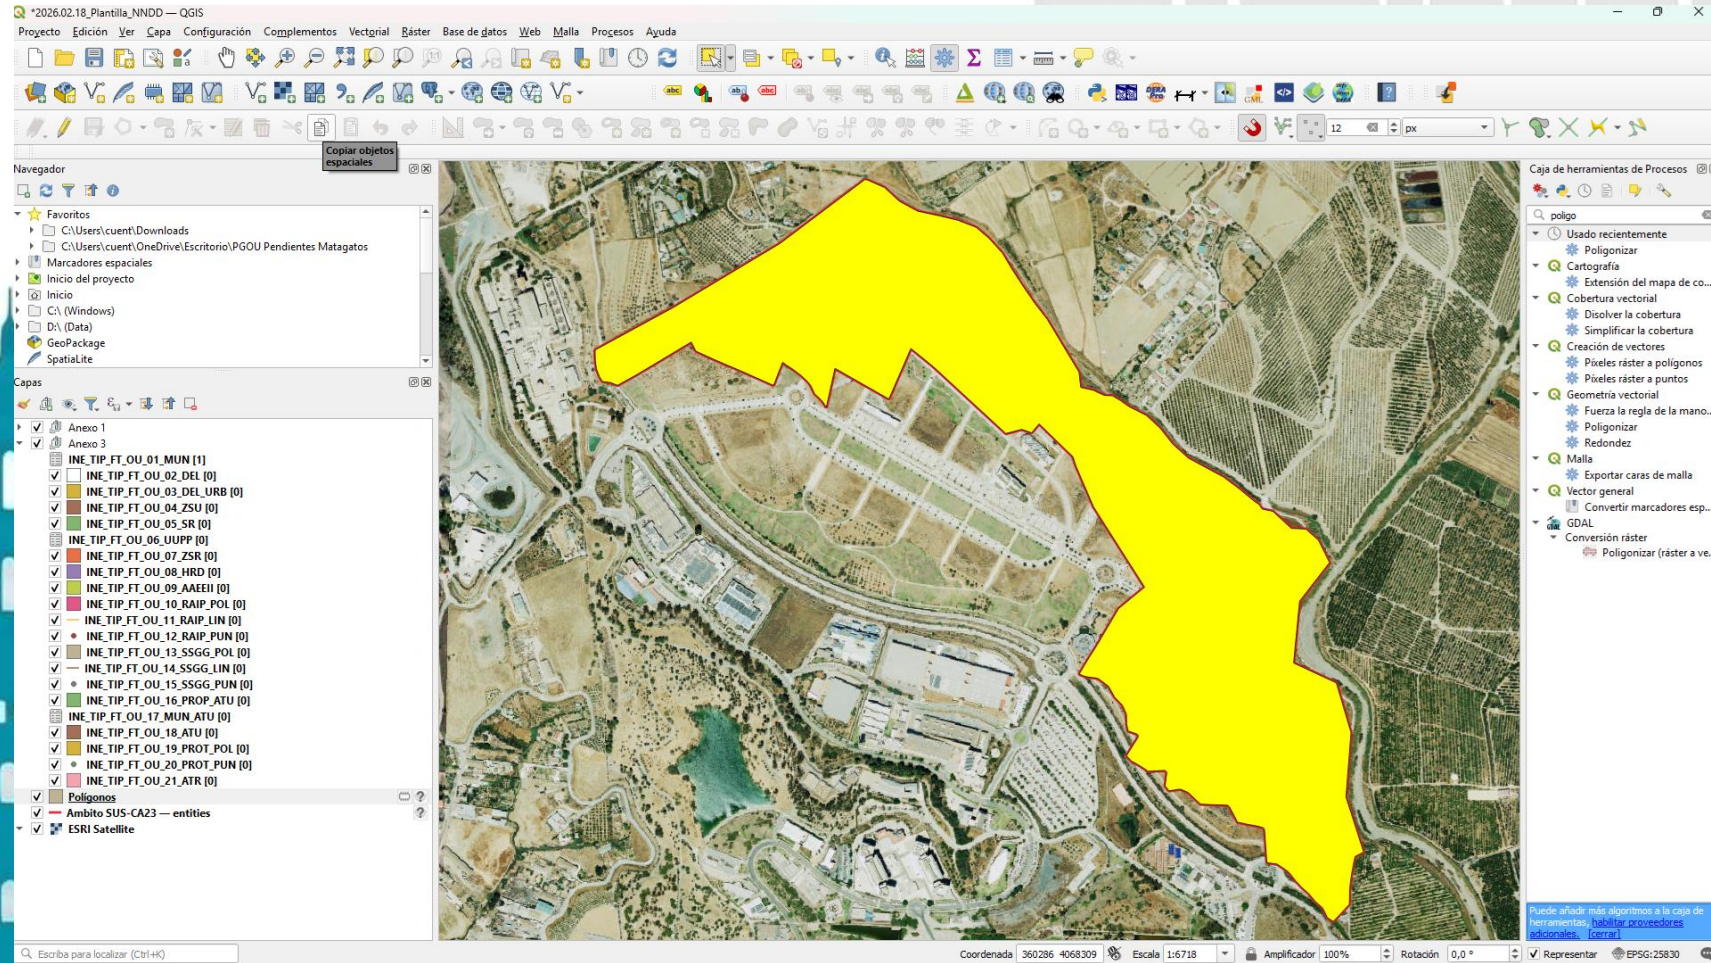 *2026.02.18_Plantilla_NNDD — QGIS
Proyecto Edición Ver Capa Configuración Complementos Vectorial Ráster Base de datos Web Malla Procesos Ayuda
12 px
Copiar objetos
espaciales
Navegador
Favoritos
C:\Users\cuent\Downloads
C:\Users\cuent\OneDrive\Escritorio\PGOU Pendientes Matagatos
Marcadores espaciales
Inicio del proyecto
Inicio
C:\ (Windows)
D:\ (Data)
GeoPackage
SpatiaLite
Capas
Anexo 1
Anexo 3
INE_TIP_FT_OU_01_MUN [1]
INE_TIP_FT_OU_02_DEL [0]
INE_TIP_FT_OU_03_DEL_URB [0]
INE_TIP_FT_OU_04_ZSU [0]
INE_TIP_FT_OU_05_SR [0]
INE_TIP_FT_OU_06_UUPP [0]
INE_TIP_FT_OU_07_ZSR [0]
INE_TIP_FT_OU_08_HRD [0]
INE_TIP_FT_OU_09_AAEEII [0]
INE_TIP_FT_OU_10_RAIP_POL [0]
INE_TIP_FT_OU_11_RAIP_LIN [0]
INE_TIP_FT_OU_12_RAIP_PUN [0]
INE_TIP_FT_OU_13_SSGG_POL [0]
INE_TIP_FT_OU_14_SSGG_LIN [0]
INE_TIP_FT_OU_15_SSGG_PUN [0]
INE_TIP_FT_OU_16_PROP_ATU [0]
INE_TIP_FT_OU_17_MUN_ATU [0]
INE_TIP_FT_OU_18_ATU [0]
INE_TIP_FT_OU_19_PROT_POL [0]
INE_TIP_FT_OU_20_PROT_PUN [0]
INE_TIP_FT_OU_21_ATR [0]
Polígonos
Ambito SUS-CA23 — entities
ESRI Satellite
Caja de herramientas de Procesos
poligo
Usado recientemente
Poligonizar
Cartografía
Extensión del mapa de co...
Cobertura vectorial
Disolver la cobertura
Simplificar la cobertura
Creación de vectores
Píxeles ráster a polígonos
Píxeles ráster a puntos
Geometría vectorial
Fuerza la regla de la mano...
Poligonizar
Redondez
Malla
Exportar caras de malla
Vector general
Convertir marcadores esp...
GDAL
Conversión ráster
Poligonizar (ráster a ve...
Puede añadir más algoritmos a la caja de
herramientas, habilitar proveedores
adicionales. [cerrar]
Escriba para localizar (Ctrl+K)
Coordenada 360286 4068309 Escala 1:6718 Amplificador 100% Rotación 0,0 ° Representar EPSG:25830